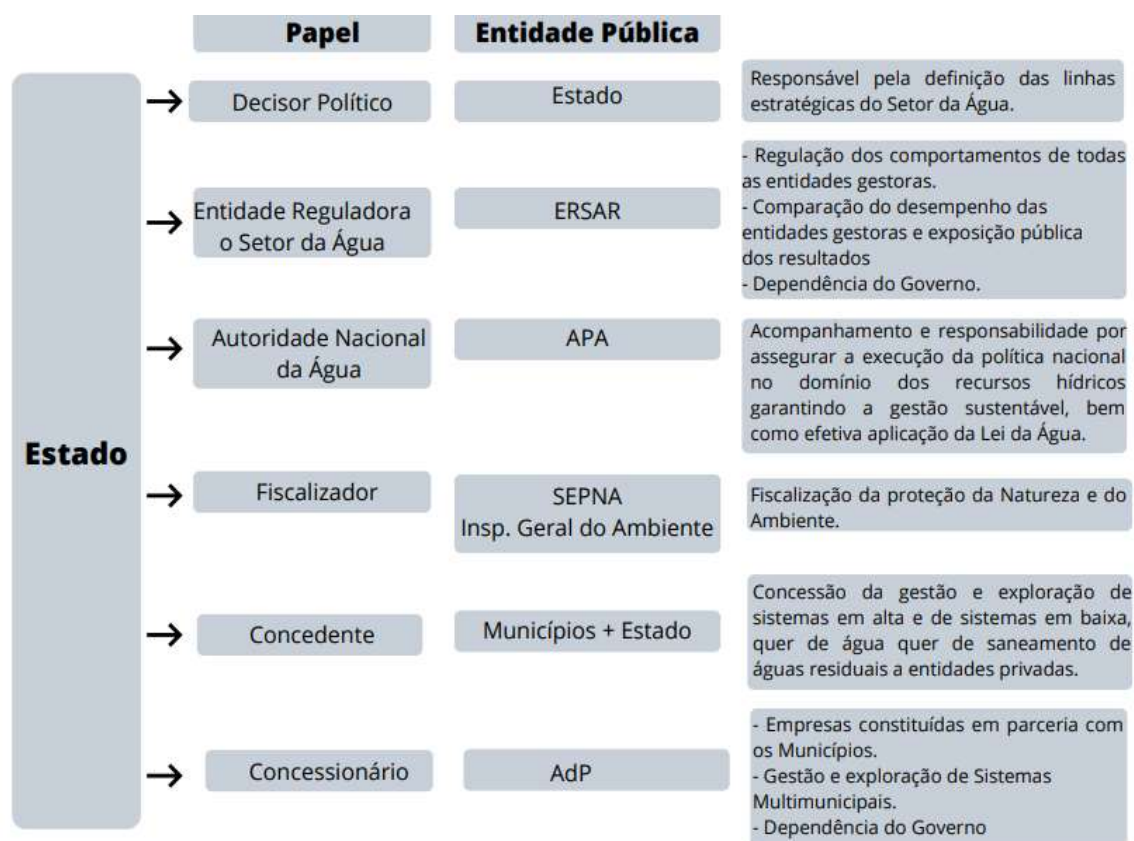 Papel
Entidade Pública
Estado
Decisor Político
Estado
Responsável pela definição das linhas
estratégicas do Setor da Água.
Entidade Reguladora
o Setor da Água
ERSAR
- Regulação dos comportamentos de todas
as entidades gestoras.
- Comparação do desempenho das
entidades gestoras e exposição pública
dos resultados
- Dependência do Governo.
Autoridade Nacional
da Água
APA
Acompanhamento e responsabilidade por
assegurar a execução da política nacional
no domínio dos recursos hídricos
garantindo a gestão sustentável, bem
como efetiva aplicação da Lei da Água.
Fiscalizador
SEPNA
Insp. Geral do Ambiente
Fiscalização da proteção da Natureza e do
Ambiente.
Concedente
Municípios + Estado
Concessão da gestão e exploração de
sistemas em alta e de sistemas em baixa,
quer de água quer de saneamento de
águas residuais a entidades privadas.
Concessionário
AdP
- Empresas constituídas em parceria com
os Municípios.
- Gestão e exploração de Sistemas
Multimunicipais.
- Dependência do Governo